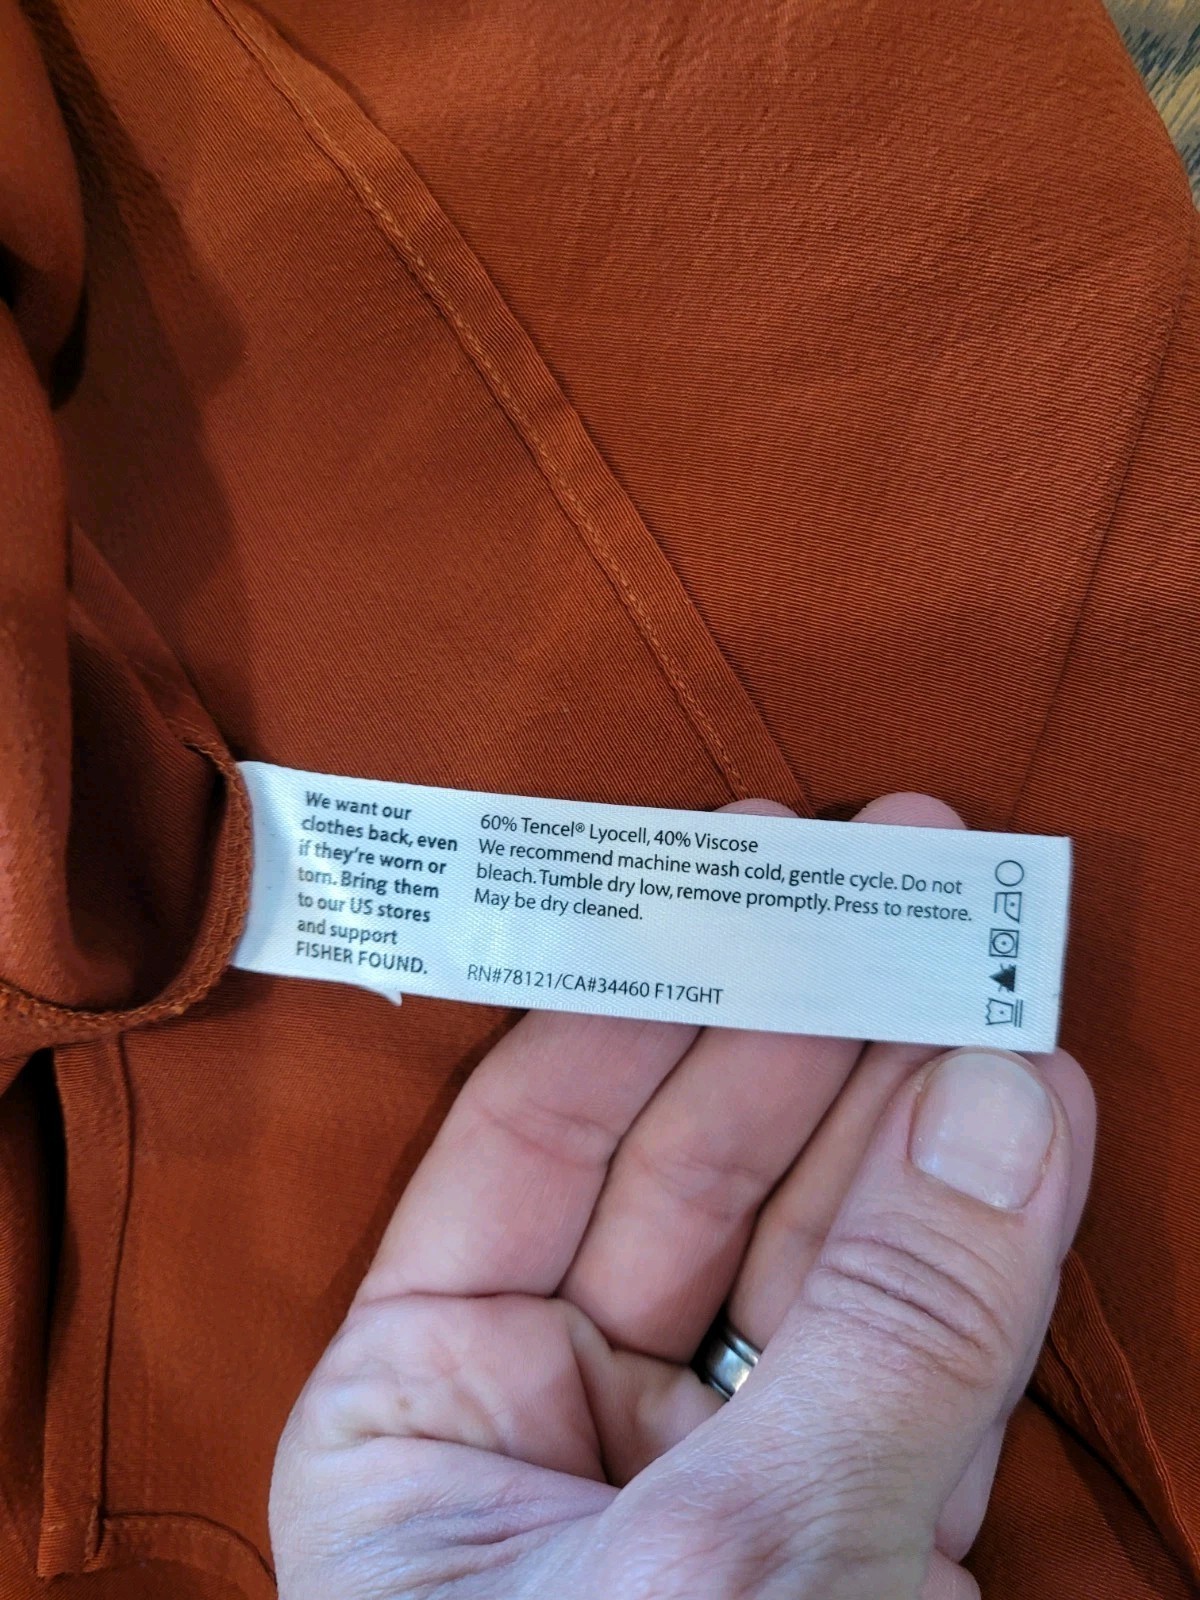 We want our
clothes back, even
if they're worn or
torn. Bring them
to our US stores
and support
FISHER FOUND.
60% Tencel® Lyocell, 40% Viscose
We recommend machine wash cold, gentle cycle. Do not
bleach. Tumble dry low, remove promptly. Press to restore.
May be dry cleaned.
RN#78121/CA#34460 F17GHT